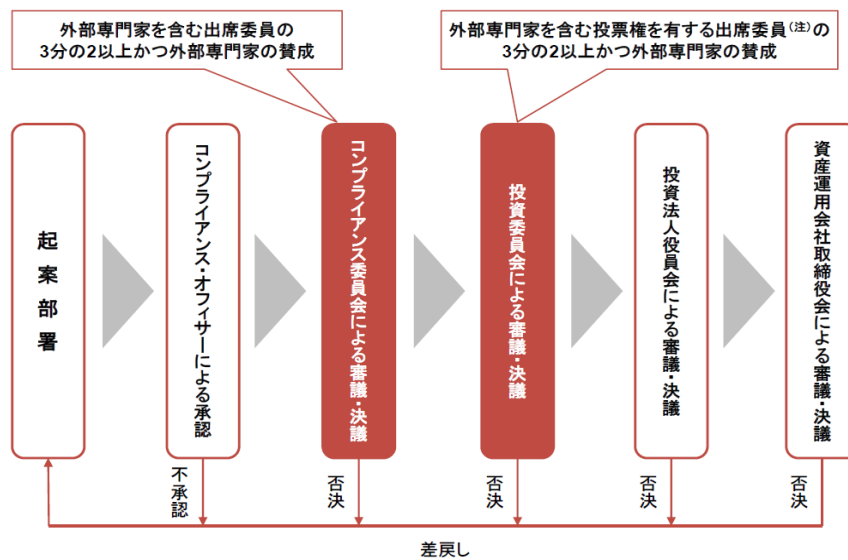 外部専門家を含む出席委員の
3分の2以上かつ外部専門家の賛成
外部専門家を含む投票権を有する出席委員(注)の
3分の2以上かつ外部専門家の賛成
起案部署
コンプライアンス・オフィサーによる承認
コンプライアンス委員会による審議・決議
投資委員会による審議・決議
投資法人役員会による審議・決議
資産運用会社取締役会による審議・決議
不承認
否決
否決
否決
否決
差戻し